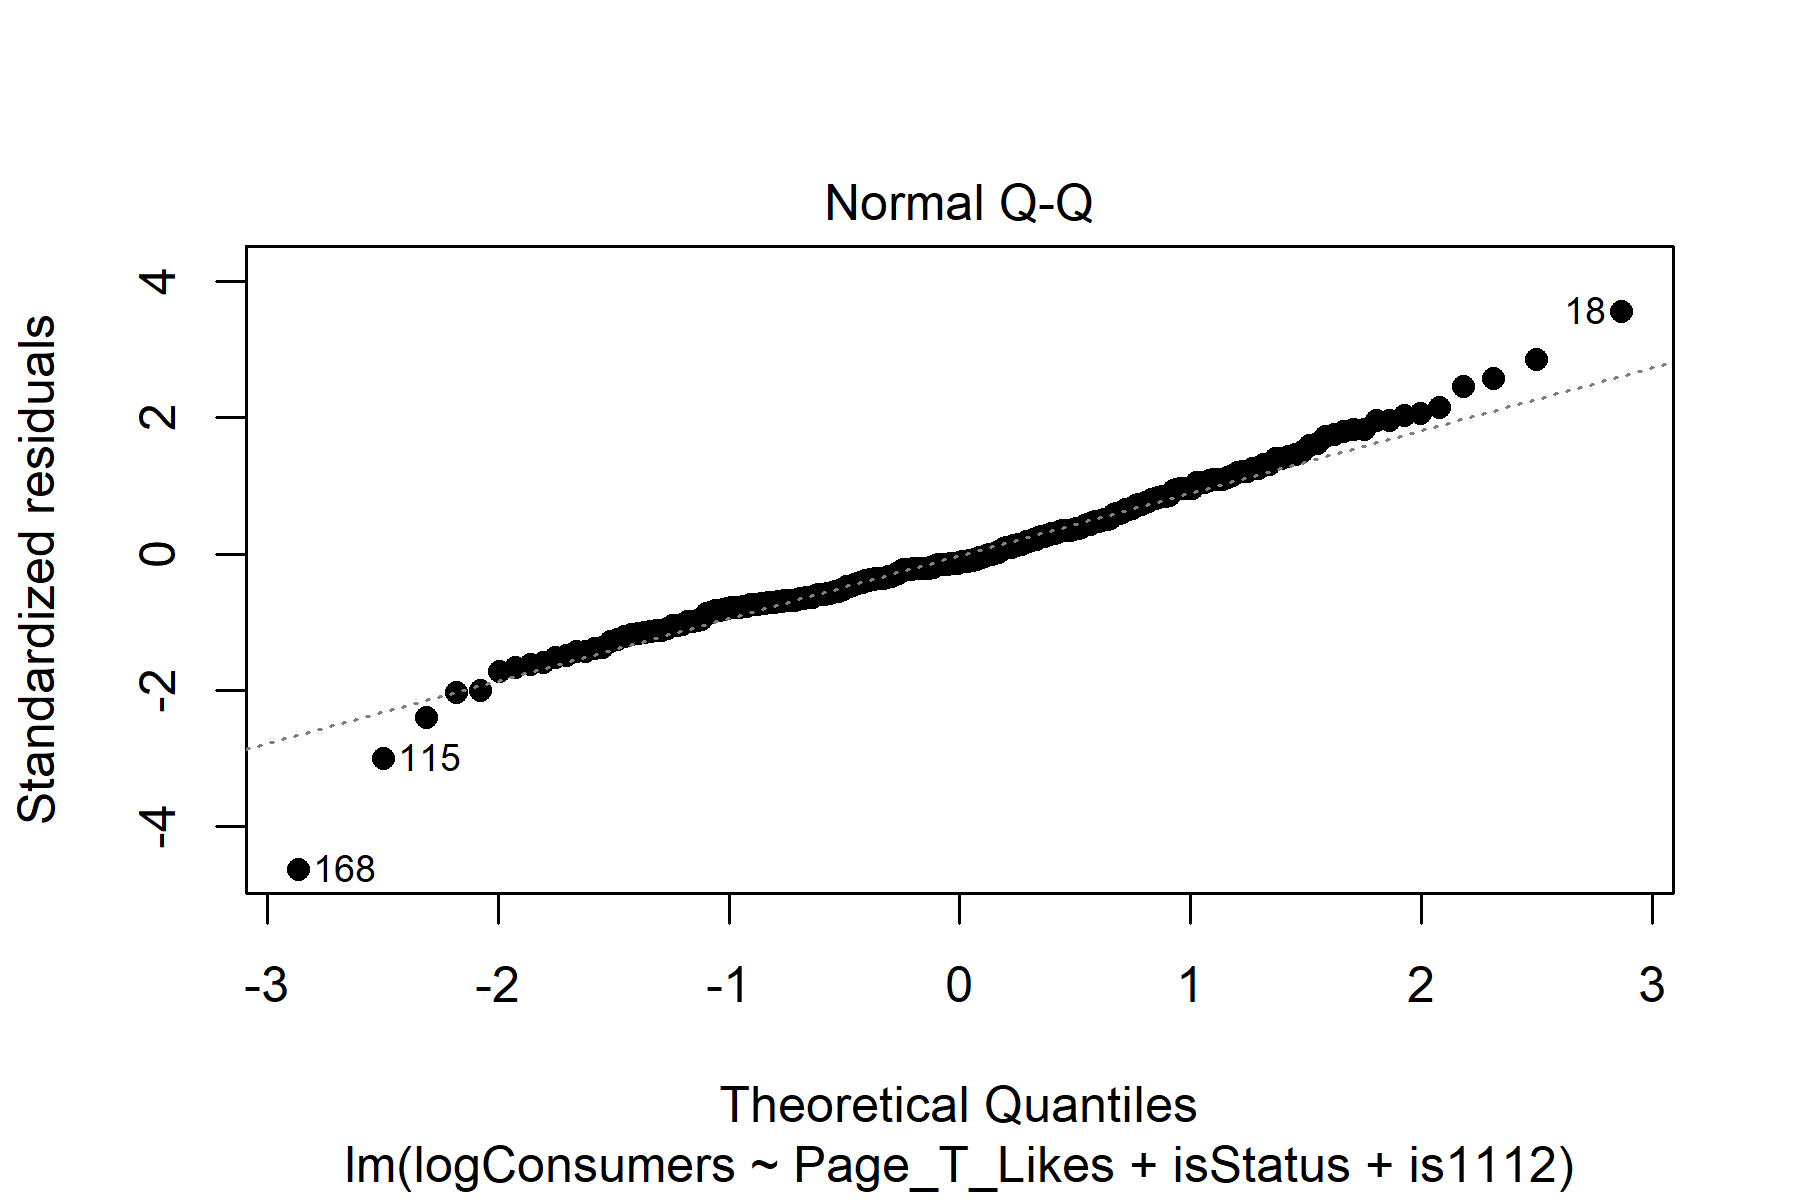 Normal Q-Q
Standardized residuals
4
2
0
-2
-4
18
115
168
-3 -2 -1 0 1 2 3
Theoretical Quantiles
lm(logConsumers ~ Page_T_Likes + isStatus + is1112)